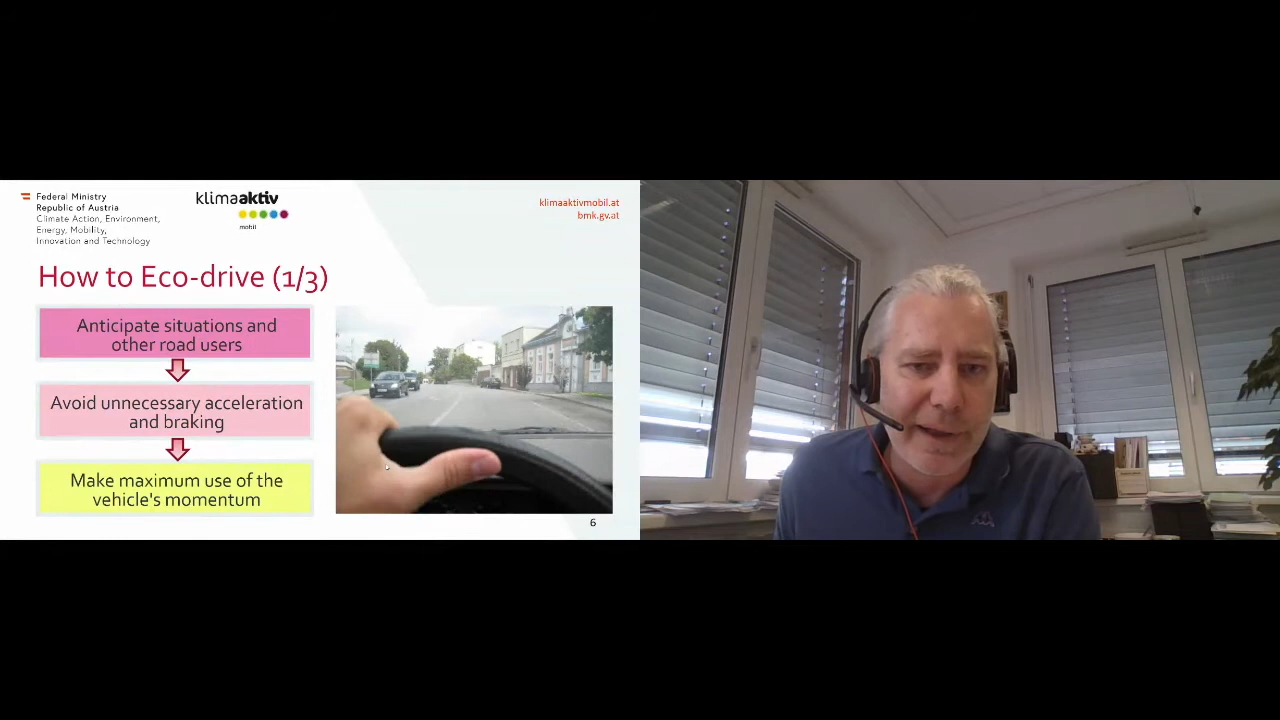 Federal Ministry
Republic of Austria
Climate Action, Environment,
Energy, Mobility,
Innovation and Technology
klimaaktiv
mobil
klimaaktivmobil.at
bmk.gv.at
How to Eco-drive (1/3)
Anticipate situations and
other road users
Avoid unnecessary acceleration
and braking
Make maximum use of the
vehicle's momentum
6